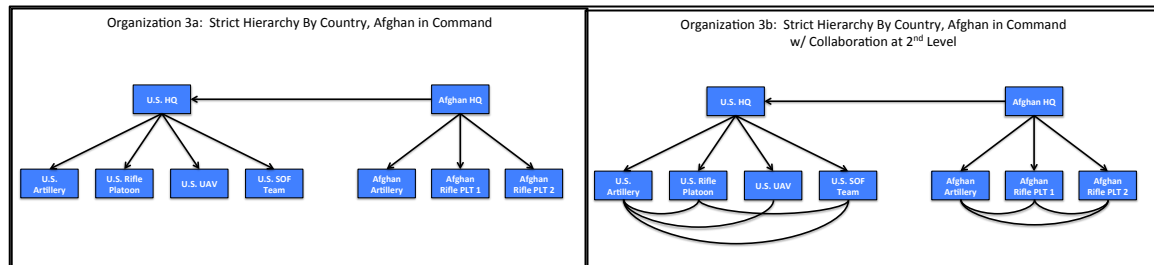 Organization 3a: Strict Hierarchy By Country, Afghan in Command
U.S. HQ
Afghan HQ
U.S.
Artillery
U.S. Rifle
Platoon
U.S. UAV
U.S. SOF
Team
Afghan
Artillery
Afghan
Rifle PLT 1
Afghan
Rifle PLT 2
Organization 3b: Strict Hierarchy By Country, Afghan in Command
w/ Collaboration at 2nd Level
U.S. HQ
Afghan HQ
U.S.
Artillery
U.S. Rifle
Platoon
U.S. UAV
U.S. SOF
Team
Afghan
Artillery
Afghan
Rifle PLT 1
Afghan
Rifle PLT 2